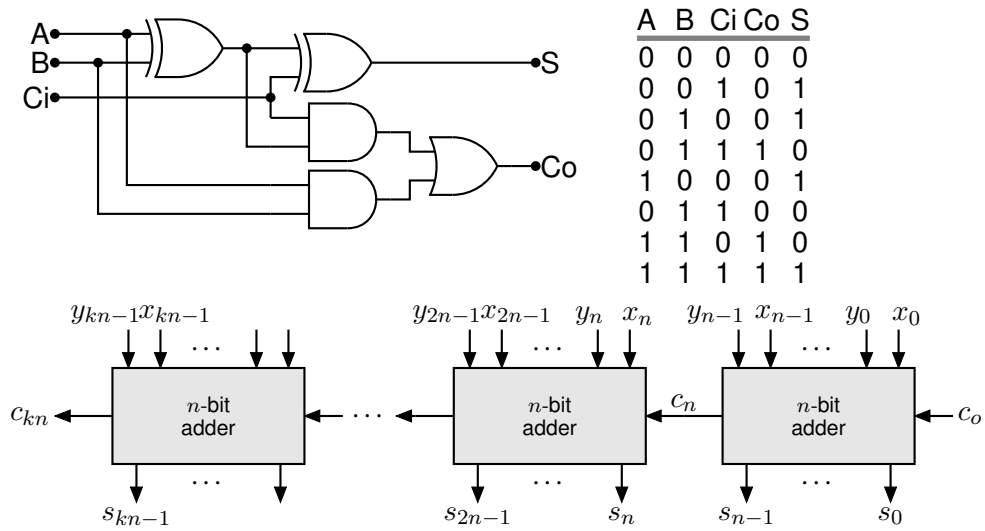 A B Ci Co S
A
B
Ci
S
Co
0 0 0 0 0
0 0 1 0 1
0 1 0 0 1
0 1 1 1 0
1 0 0 0 1
0 1 1 0 0
1 1 0 1 0
1 1 1 1 1
y_{kn−1} x_{kn−1} y_{2n−1} x_{2n−1} y_n x_n y_{n−1} x_{n−1} y_0 x_0
··· ··· ···
c_{kn} n-bit adder ··· n-bit adder c_n n-bit adder c_o
··· ··· ···
s_{kn−1} s_{2n−1} s_n s_{n−1} s_0